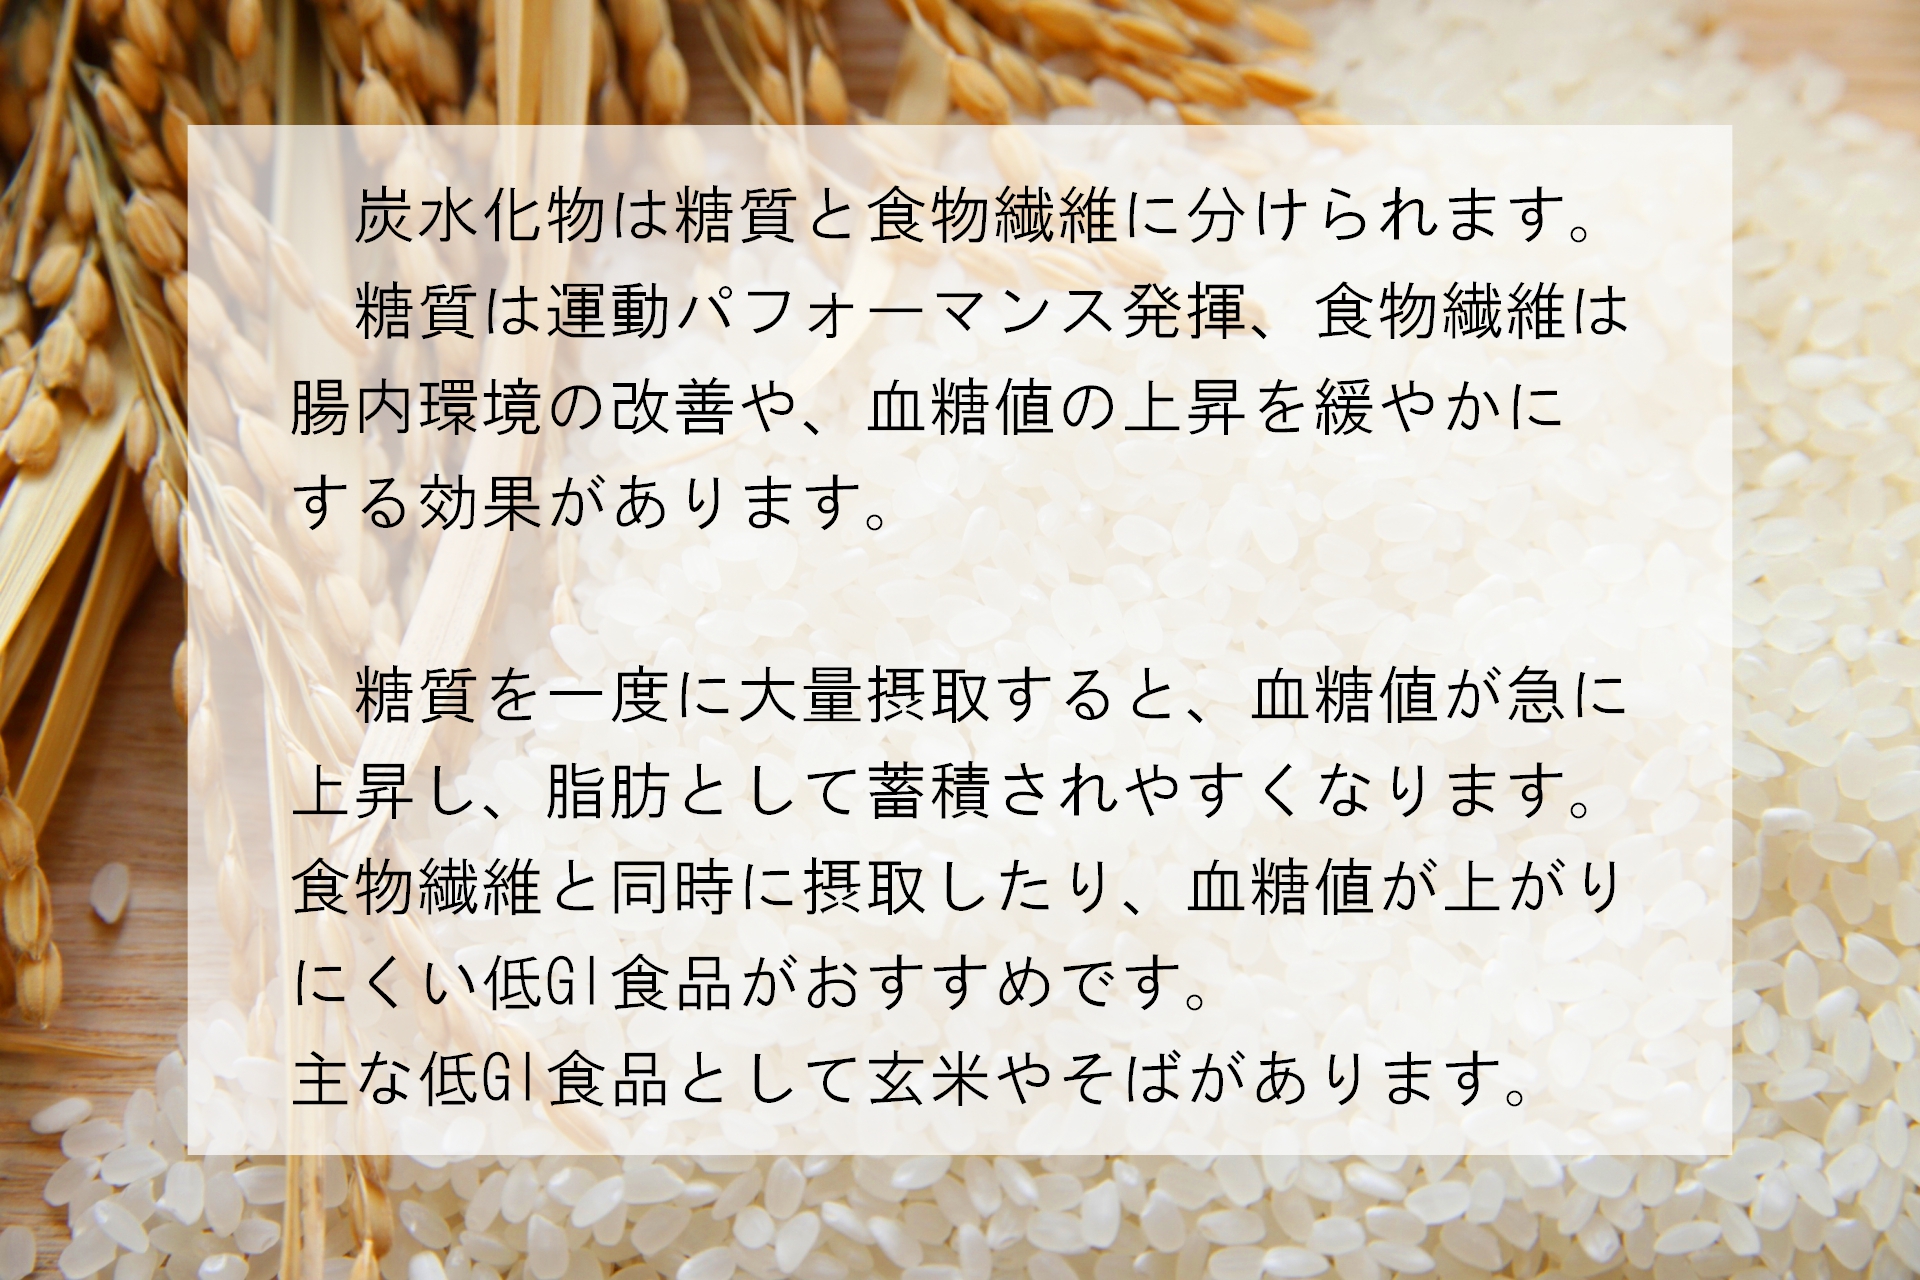 炭水化物は糖質と食物繊維に分けられます。
糖質は運動パフォーマンス発揮、食物繊維は
腸内環境の改善や、血糖値の上昇を緩やかに
する効果があります。
糖質を一度に大量摂取すると、血糖値が急に
上昇し、脂肪として蓄積されやすくなります。
食物繊維と同時に摂取したり、血糖値が上がり
にくい低GI食品がおすすめです。
主な低GI食品として玄米やそばがあります。